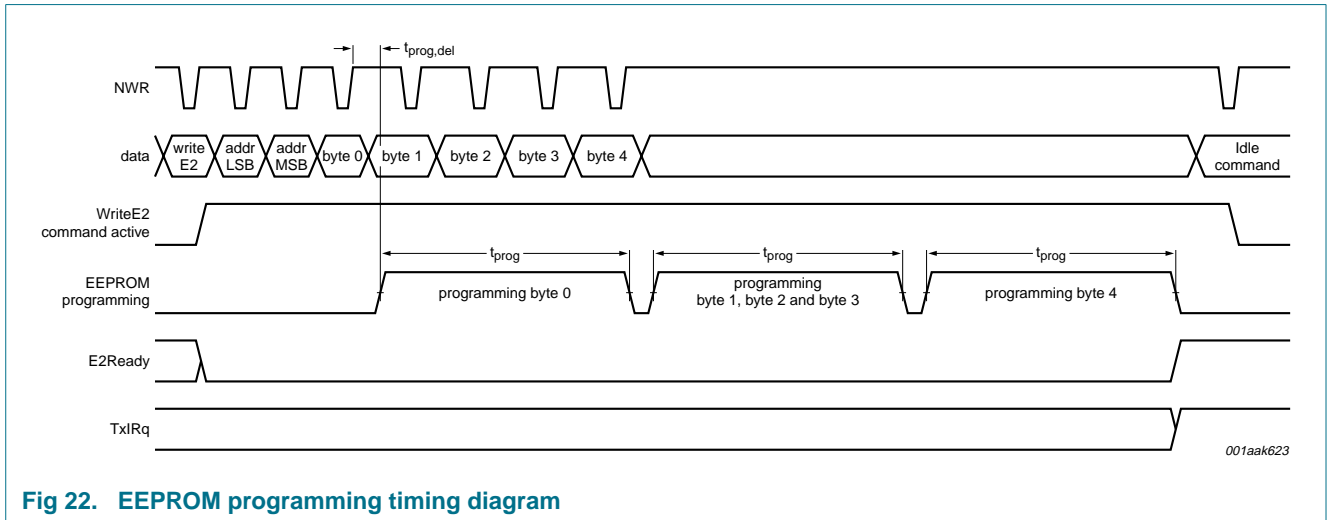 t_prog,del
NWR
data
write
E2
addr
LSB
addr
MSB
byte 0
byte 1
byte 2
byte 3
byte 4
Idle
command
WriteE2
command active
t_prog
t_prog
t_prog
EEPROM
programming
programming byte 0
programming
byte 1, byte 2 and byte 3
programming byte 4
E2Ready
TxIRq
001aak623
Fig 22. EEPROM programming timing diagram